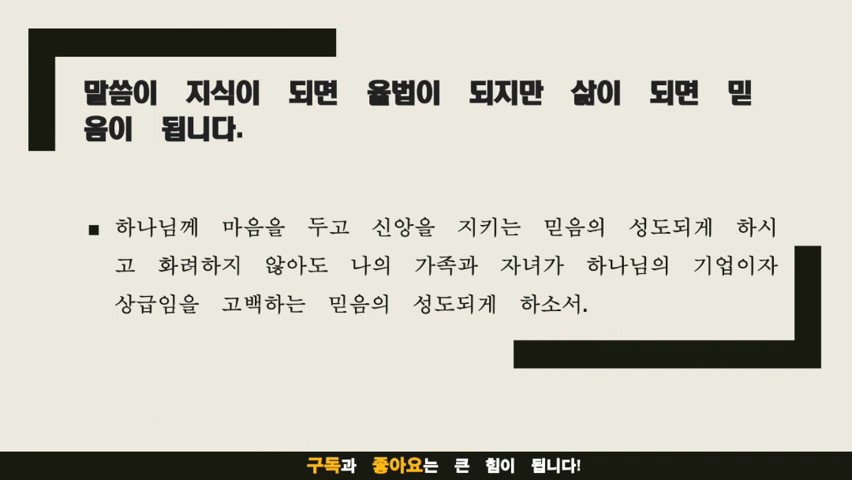 말씀이 지식이 되면 율법이 되지만 삶이 되면 믿
음이 됩니다.
■ 하나님께 마음을 두고 신앙을 지키는 믿음의 성도되게 하시
고 화려하지 않아도 나의 가족과 자녀가 하나님의 기업이자
상급임을 고백하는 믿음의 성도되게 하소서.
구독과 좋아요는 큰 힘이 됩니다!